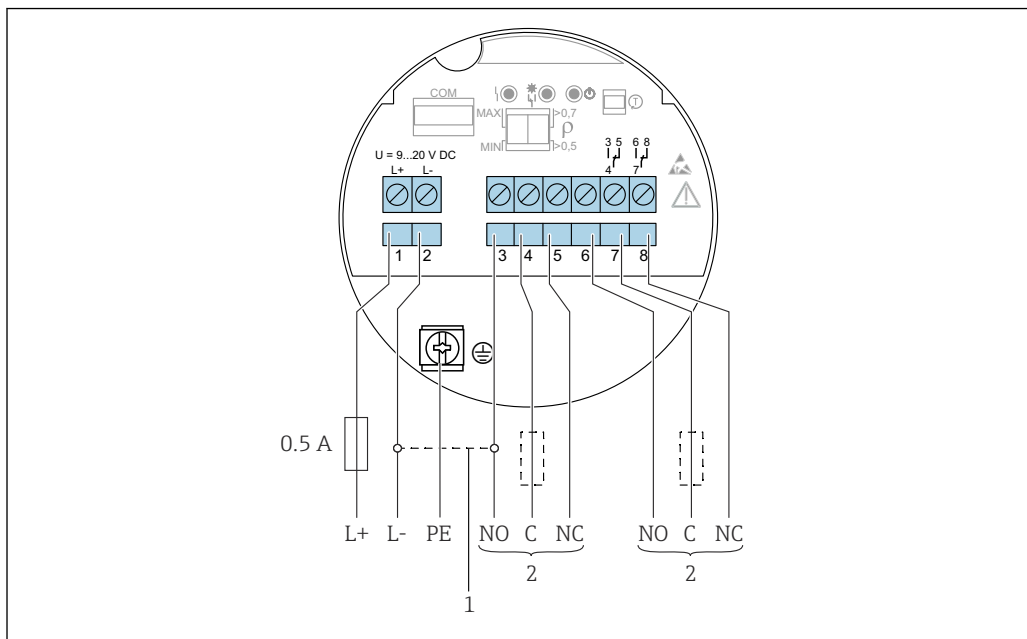 COM
MAX >0,7
ρ
MIN >0,5
T
U = 9...20 V DC
L+ L-
3 5 6 8
4 7
1 2 3 4 5 6 7 8
0.5 A
L+ L- PE NO C NC NO C NC
2 2
1